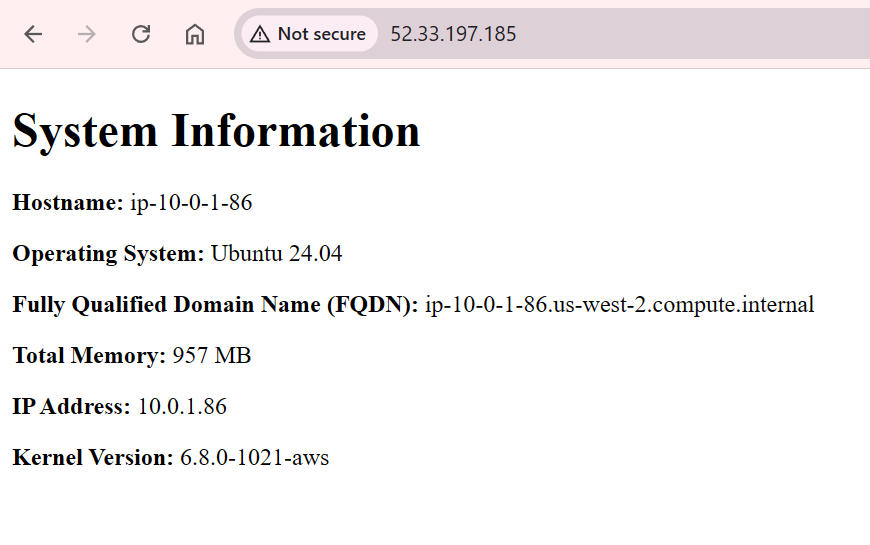 Not secure 52.33.197.185
System Information
Hostname: ip-10-0-1-86
Operating System: Ubuntu 24.04
Fully Qualified Domain Name (FQDN): ip-10-0-1-86.us-west-2.compute.internal
Total Memory: 957 MB
IP Address: 10.0.1.86
Kernel Version: 6.8.0-1021-aws